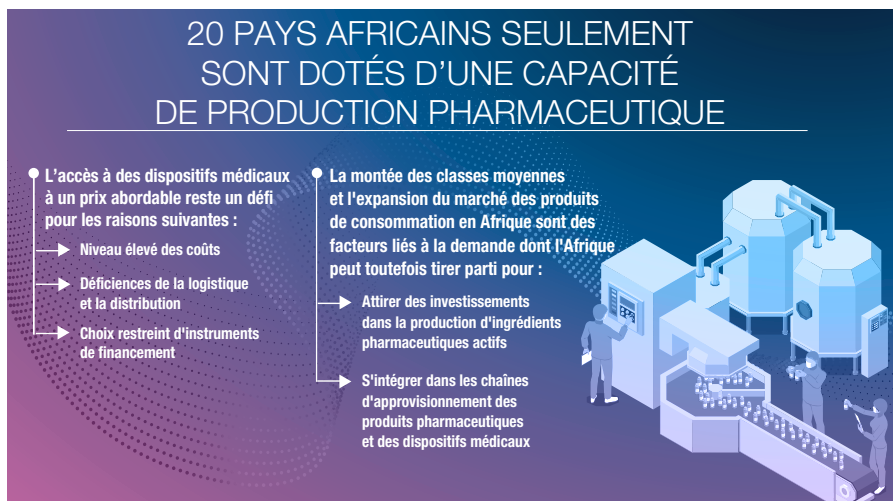 20 PAYS AFRICAINS SEULEMENT
SONT DOTÉS D’UNE CAPACITÉ
DE PRODUCTION PHARMACEUTIQUE
L’accès à des dispositifs médicaux
à un prix abordable reste un défi
pour les raisons suivantes :
Niveau élevé des coûts
Déficiences de la logistique
et la distribution
Choix restreint d'instruments
de financement
La montée des classes moyennes
et l'expansion du marché des produits
de consommation en Afrique sont des
facteurs liés à la demande dont l'Afrique
peut toutefois tirer parti pour :
Attirer des investissements
dans la production d'ingrédients
pharmaceutiques actifs
S'intégrer dans les chaînes
d'approvisionnement des
produits pharmaceutiques
et des dispositifs médicaux